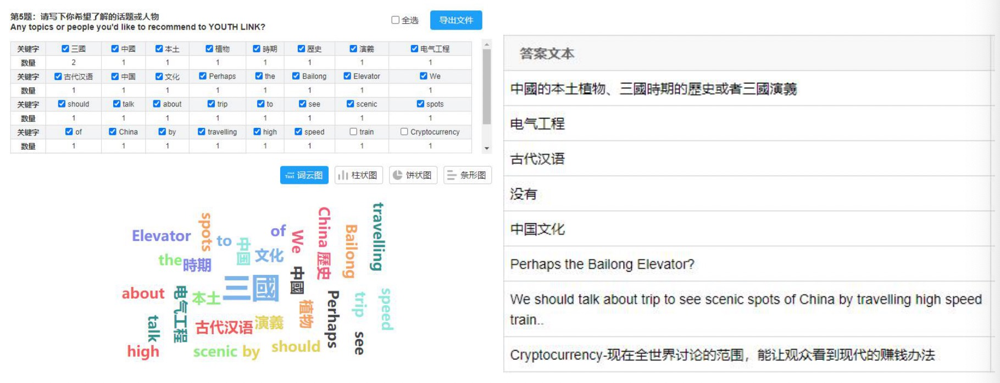 第5题：请写下你希望了解的话题或人物
Any topics or people you'd like to recommend to YOUTH LINK?
全选
导出文件
关键字 三國 中國 本土 植物 時期 歷史 演義 电气工程
数量 2 1 1 1 1 1 1 1
关键字 古代汉语 中国 文化 Perhaps the Bailong Elevator We
数量 1 1 1 1 1 1 1 1
关键字 should talk about trip to see scenic spots
数量 1 1 1 1 1 1 1 1
关键字 of China by travelling high speed train Cryptocurrency
数量 1 1 1 1 1 1 1 1
Text 词云图 柱状图 饼状图 条形图
travelling
China
spots
Bailong
of
We
Elevator
to
中国
文化
歷史
the
時期
中國
三國
about
电气工程
本土
Perhaps
trip
speed
植物
talk
古代汉语
演義
see
high
scenic
by
should
答案文本
中國的本土植物、三國時期的歷史或者三國演義
电气工程
古代汉语
没有
中国文化
Perhaps the Bailong Elevator?
We should talk about trip to see scenic spots of China by travelling high speed
train..
Cryptocurrency-现在全世界讨论的范围，能让观众看到现代的赚钱办法